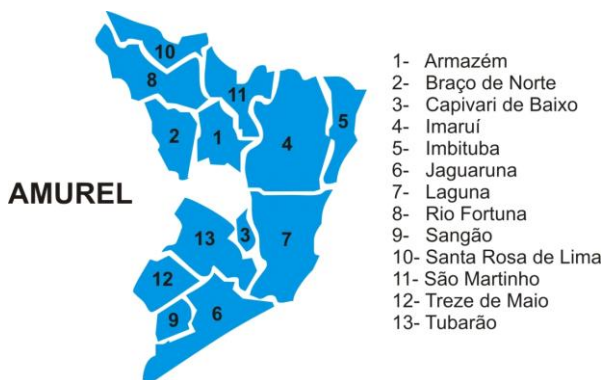 10
8
11
5
2
1
4
AMUREL
13
3
7
12
9
6
1- Armazém
2- Braço de Norte
3- Capivari de Baixo
4- Imaruí
5- Imbituba
6- Jaguaruna
7- Laguna
8- Rio Fortuna
9- Sangão
10- Santa Rosa de Lima
11- São Martinho
12- Treze de Maio
13- Tubarão